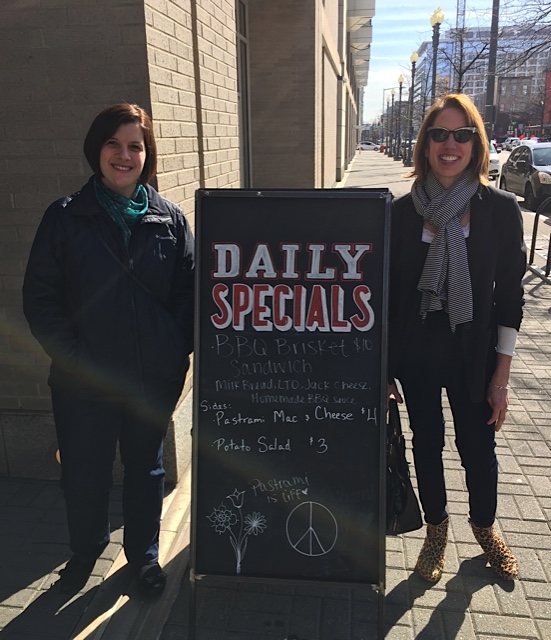 DAILY
SPECIALS
BBQ Brisket $10
Sandwich
Milk Bread, LTO, Jack Cheese,
Homemade BBQ Sauce
Sides:
Pastrami Mac & Cheese $4
Potato Salad $3
Pastrami
is life